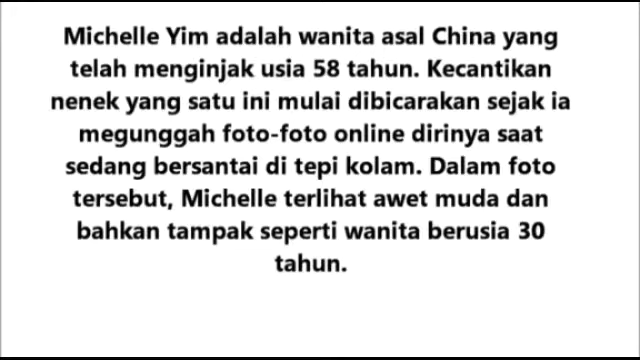 Michelle Yim adalah wanita asal China yang
telah menginjak usia 58 tahun. Kecantikan
nenek yang satu ini mulai dibicarakan sejak ia
megunggah foto-foto online dirinya saat
sedang bersantai di tepi kolam. Dalam foto
tersebut, Michelle terlihat awet muda dan
bahkan tampak seperti wanita berusia 30
tahun.